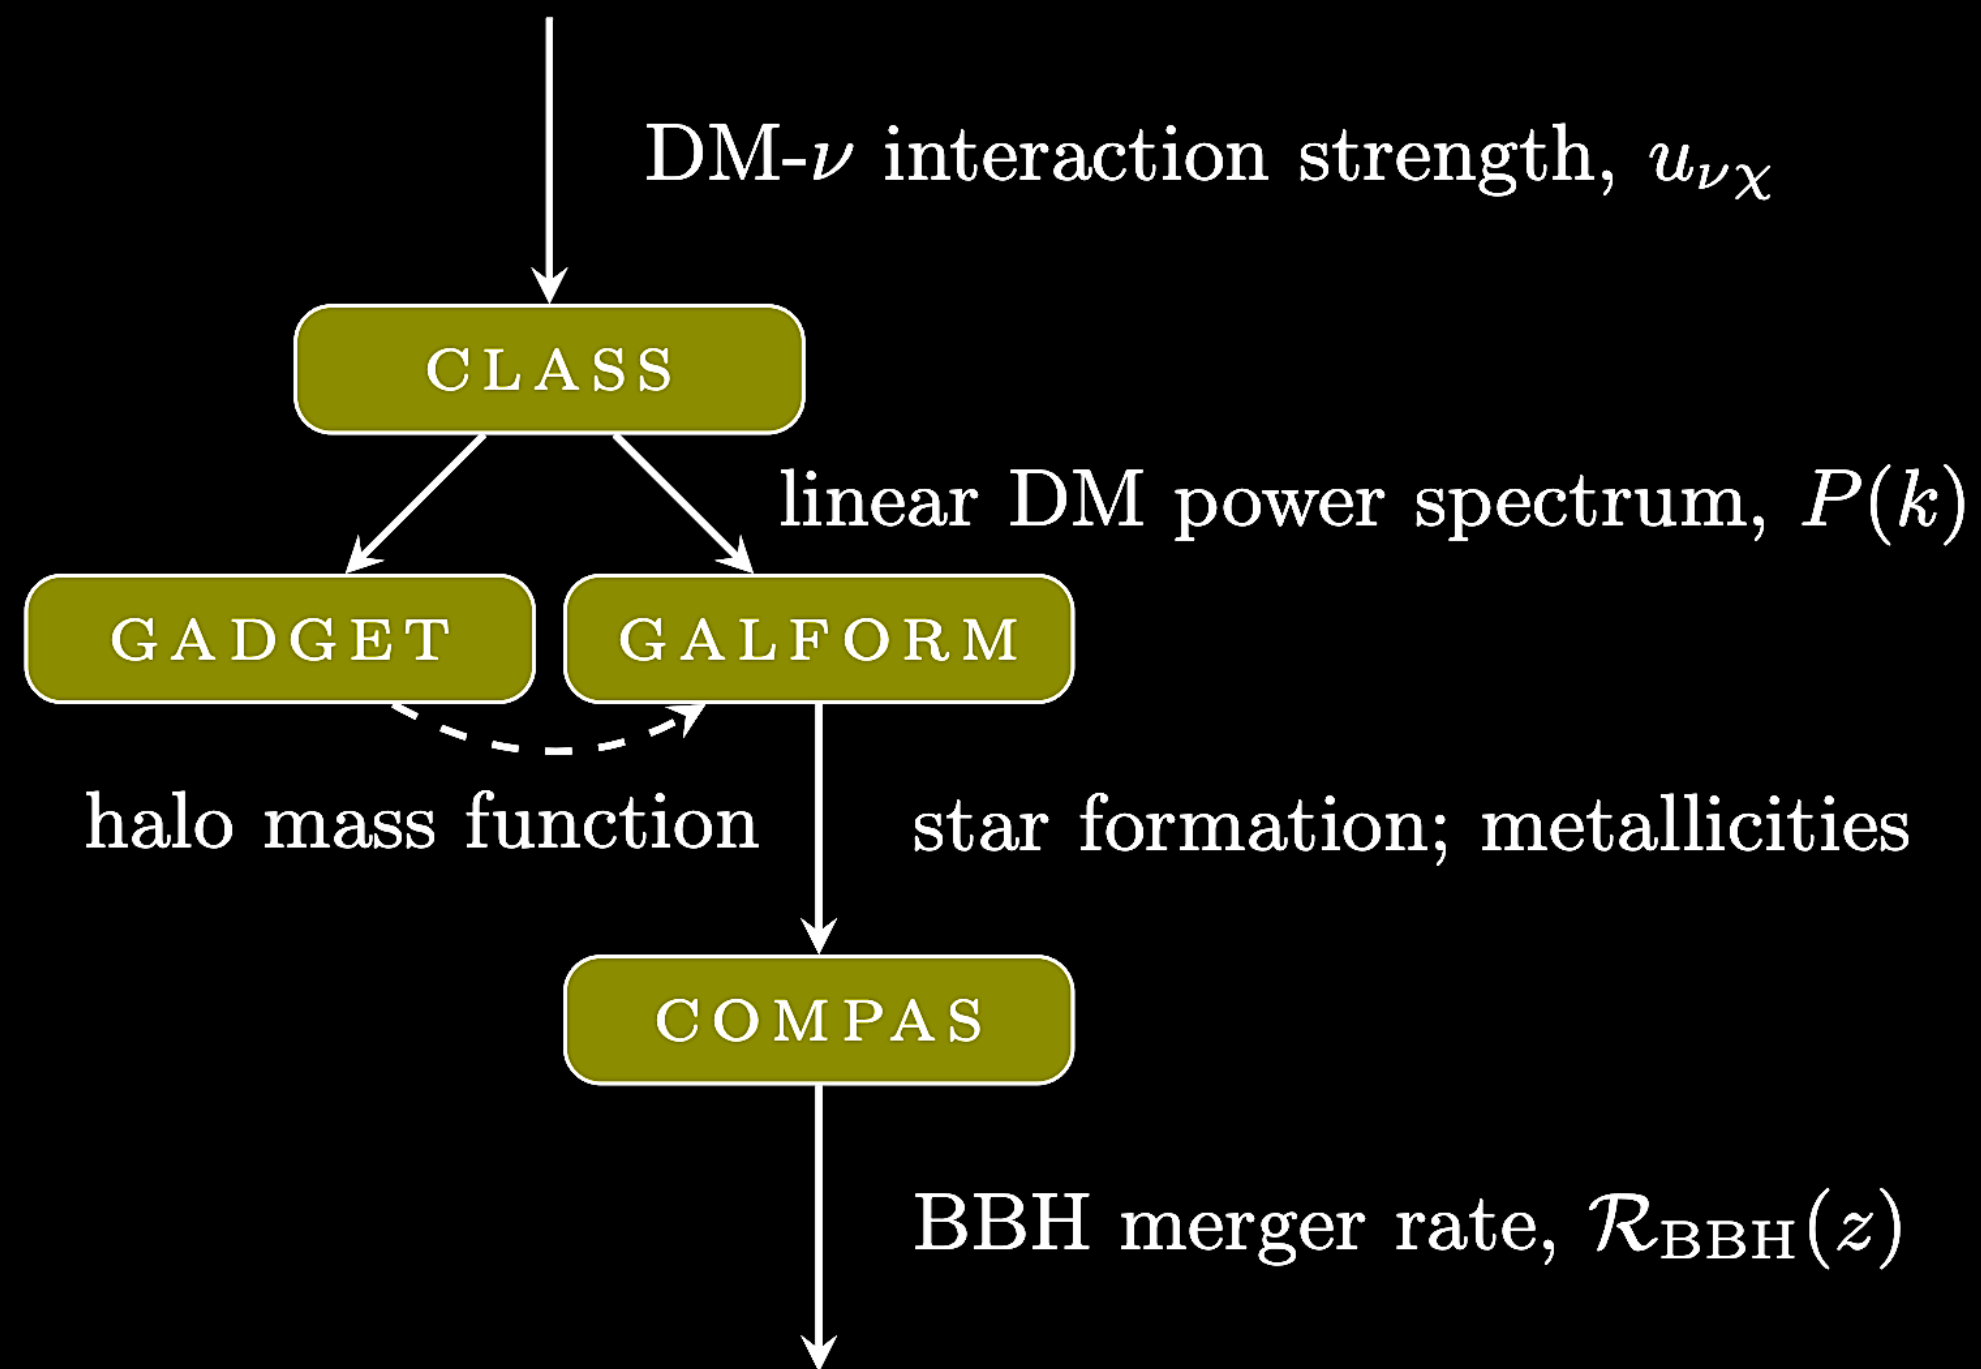 DM-ν interaction strength, u_νχ
CLASS
linear DM power spectrum, P(k)
GADGET
GALFORM
halo mass function
star formation; metallicities
COMPAS
BBH merger rate, ℛ_BBH(z)